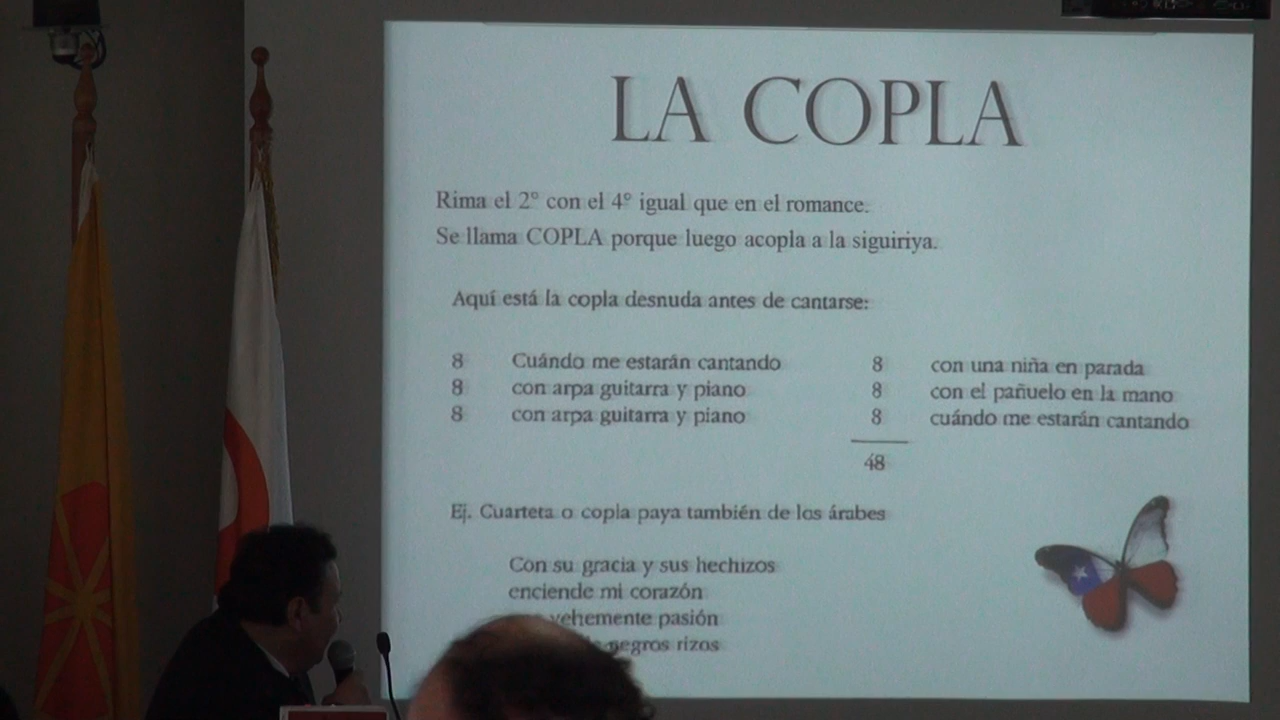 LA COPLA
Rima el 2° con el 4° igual que en el romance.
Se llama COPLA porque luego acopla a la siguiriya.
Aquí está la copla desnuda antes de cantarse:
8 Cuándo me estarán cantando
8 con arpa guitarra y piano
8 con arpa guitarra y piano
8 con una niña en parada
8 con el pañuelo en la mano
8 cuándo me estarán cantando
48
Ej. Cuarteta o copla paya también de los árabes
Con su gracia y sus hechizos
enciende mi corazón
vehemente pasión
negros rizos